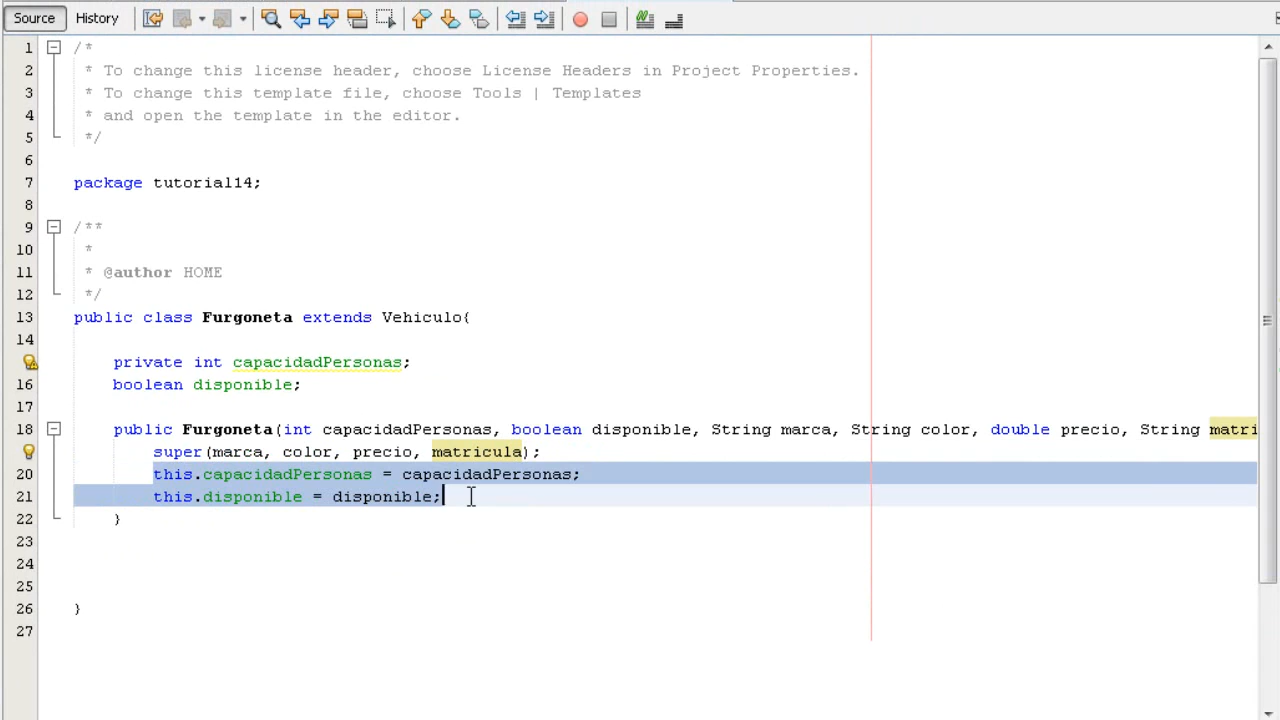 Source History
1 /*
2 * To change this license header, choose License Headers in Project Properties.
3 * To change this template file, choose Tools | Templates
4 * and open the template in the editor.
5 */
6
7 package tutorial14;
8
9 /**
10 *
11 * @author HOME
12 */
13 public class Furgoneta extends Vehiculo{
14
private int capacidadPersonas;
16 boolean disponible;
17
18 public Furgoneta(int capacidadPersonas, boolean disponible, String marca, String color, double precio, String matri
super(marca, color, precio, matricula);
20 this.capacidadPersonas = capacidadPersonas;
21 this.disponible = disponible;
22 }
23
24
25
26 }
27